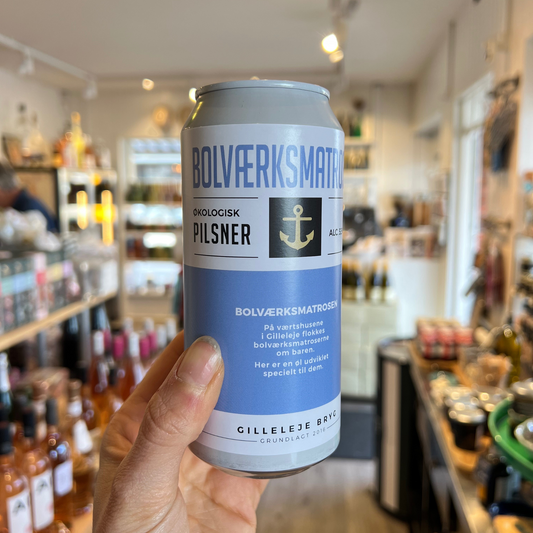 BOLVÆRKSMATRO
ØKOLOGISK
PILSNER
ALC.
BOLVÆRKSMATROSEN
På værtshusene
i Gilleleje flokkes
bolværksmatroserne
om baren.
Her er en øl udviklet
specielt til dem.
GILLELEJE BRYG
GRUNDLAGT 2016